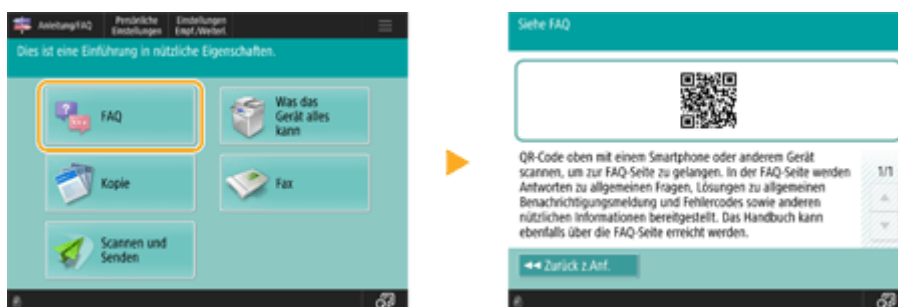 Anleitung/FAQ
Persönliche
Einstellungen
Einstellungen
Empf./Weiterl.
Dies ist eine Einführung in nützliche Eigenschaften.
FAQ
Was das
Gerät alles
kann
Kopie
Fax
Scannen und
Senden
Siehe FAQ
QR-Code oben mit einem Smartphone oder anderem Gerät
scannen, um zur FAQ-Seite zu gelangen. In der FAQ-Seite werden
Antworten zu allgemeinen Fragen, Lösungen zu allgemeinen
Benachrichtigungsmeldung und Fehlercodes sowie anderen
nützlichen Informationen bereitgestellt. Das Handbuch kann
ebenfalls über die FAQ-Seite erreicht werden.
1/1
Zurück z.Anf.